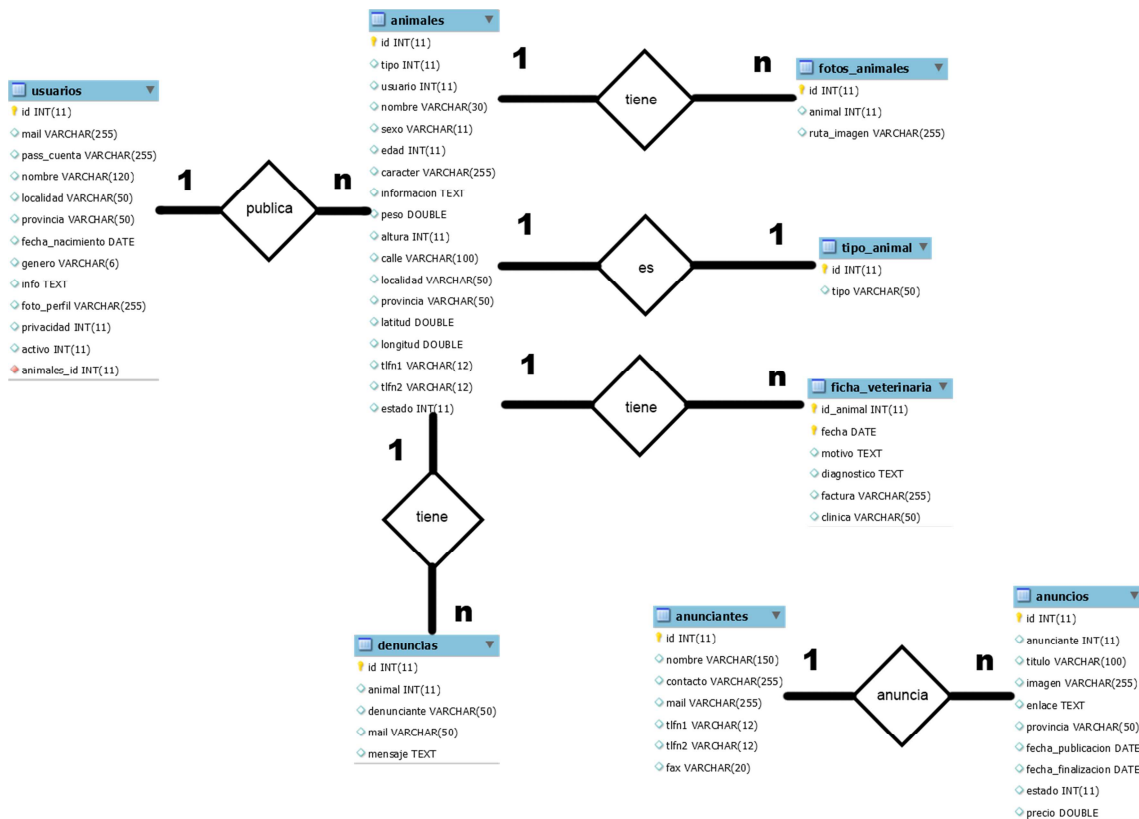 usuarios
id INT(11)
mail VARCHAR(255)
pass_cuenta VARCHAR(255)
nombre VARCHAR(120)
localidad VARCHAR(50)
provincia VARCHAR(50)
fecha_nacimiento DATE
genero VARCHAR(6)
info TEXT
foto_perfil VARCHAR(255)
privacidad INT(11)
activo INT(11)
animales_id INT(11)
1
publica
n
animales
id INT(11)
tipo INT(11)
usuario INT(11)
nombre VARCHAR(30)
sexo VARCHAR(11)
edad INT(11)
caracter VARCHAR(255)
informacion TEXT
peso DOUBLE
altura INT(11)
calle VARCHAR(100)
localidad VARCHAR(50)
provincia VARCHAR(50)
latitud DOUBLE
longitud DOUBLE
tlfn1 VARCHAR(12)
tlfn2 VARCHAR(12)
estado INT(11)
1
tiene
n
fotos_animales
id INT(11)
animal INT(11)
ruta_imagen VARCHAR(255)
1
es
1
tipo_animal
id INT(11)
tipo VARCHAR(50)
1
tiene
n
ficha_veterinaria
id_animal INT(11)
fecha DATE
motivo TEXT
diagnostico TEXT
factura VARCHAR(255)
clinica VARCHAR(50)
1
tiene
n
denuncias
id INT(11)
animal INT(11)
denunciante VARCHAR(50)
mail VARCHAR(50)
mensaje TEXT
anunciantes
id INT(11)
nombre VARCHAR(150)
contacto VARCHAR(255)
mail VARCHAR(255)
tlfn1 VARCHAR(12)
tlfn2 VARCHAR(12)
fax VARCHAR(20)
1
anuncia
n
anuncios
id INT(11)
anunciante INT(11)
titulo VARCHAR(100)
imagen VARCHAR(255)
enlace TEXT
provincia VARCHAR(50)
fecha_publicacion DATE
fecha_finalizacion DATE
estado INT(11)
precio DOUBLE